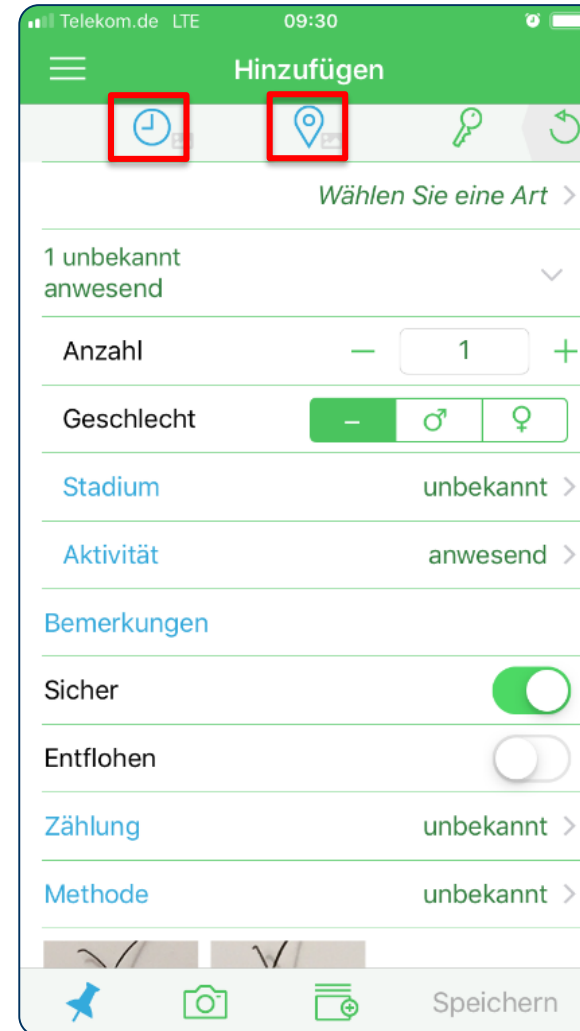 Telekom.de LTE 09:30
Hinzufügen
Wählen Sie eine Art
1 unbekannt
anwesend
Anzahl 1
Geschlecht – ♂ ♀
Stadium unbekannt
Aktivität anwesend
Bemerkungen
Sicher
Entflohen
Zählung unbekannt
Methode unbekannt
Speichern